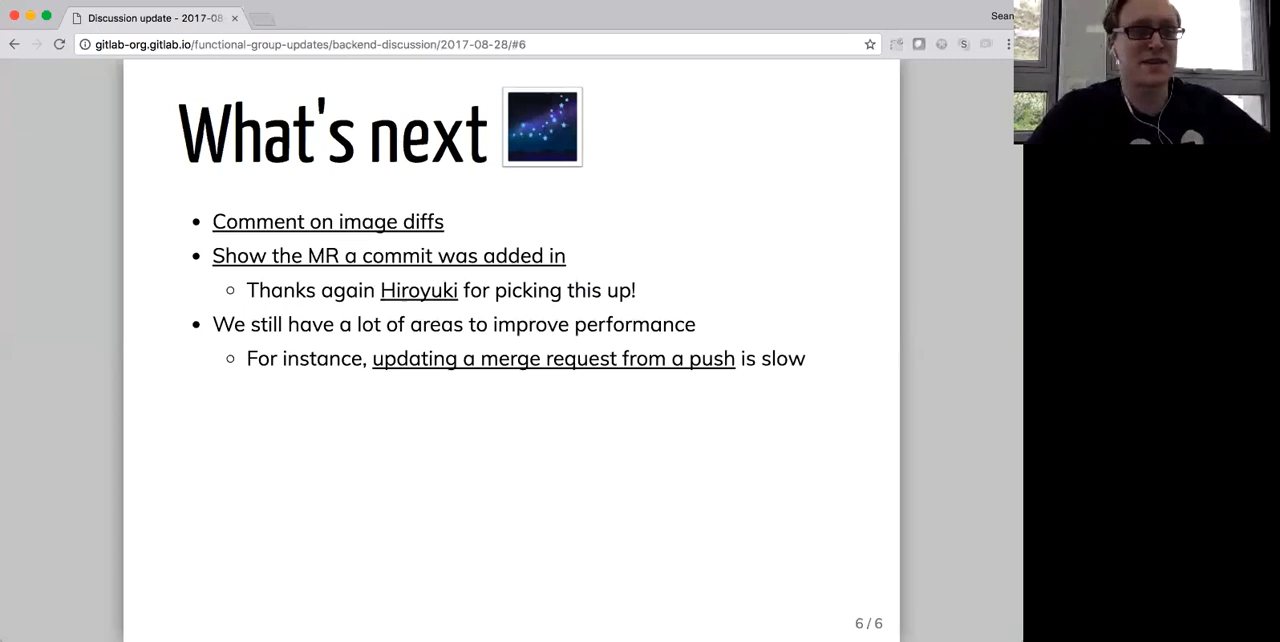 Discussion update - 2017-08
Sean
gitlab-org.gitlab.io/functional-group-updates/backend-discussion/2017-08-28/#6
S
What's next
Comment on image diffs
Show the MR a commit was added in
Thanks again Hiroyuki for picking this up!
We still have a lot of areas to improve performance
For instance, updating a merge request from a push is slow
6 / 6